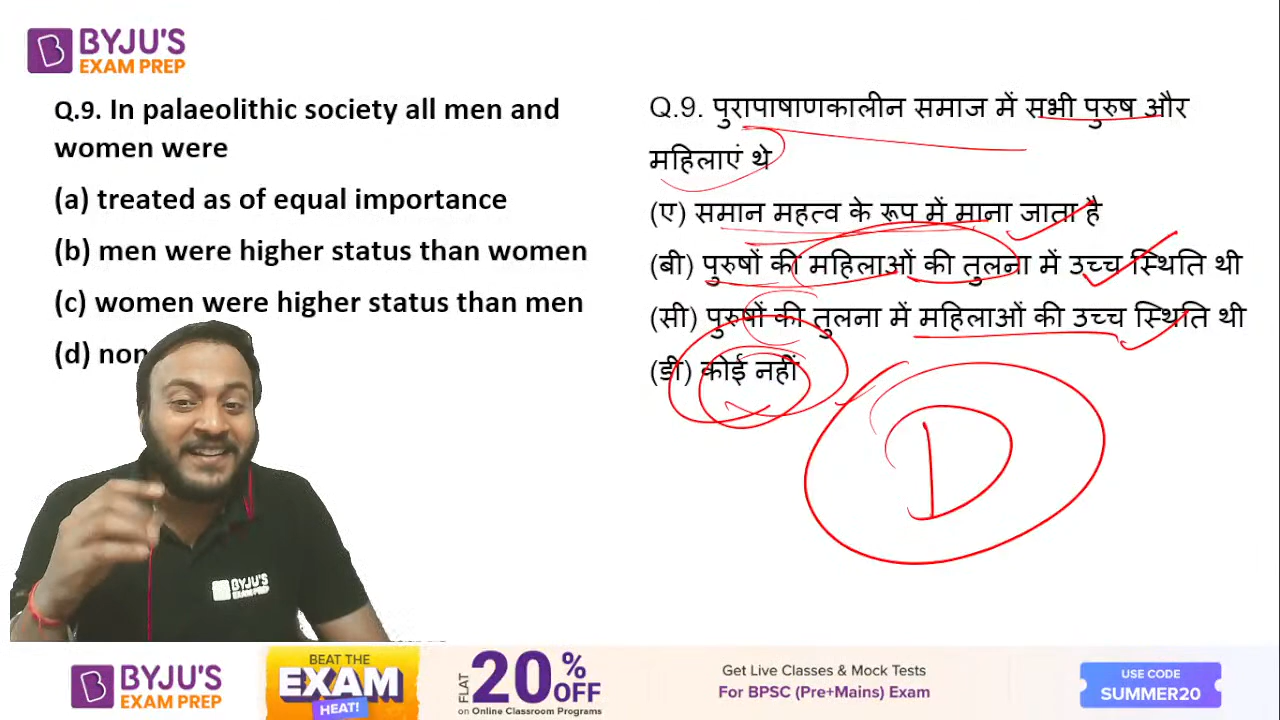 BYJU'S
EXAM PREP
Q.9. In palaeolithic society all men and
women were
(a) treated as of equal importance
(b) men were higher status than women
(c) women were higher status than men
(d) non
Q.9. पुरापाषाणकालीन समाज में सभी पुरुष और
महिलाएं थे
(ए) समान महत्व के रूप में माना जाता है
(बी) पुरुषों की महिलाओं की तुलना में उच्च स्थिति थी
(सी) पुरुषों की तुलना में महिलाओं की उच्च स्थिति थी
(डी) कोई नहीं
D
BYJU'S
EXAM PREP
BYJU'S
EXAM PREP
BEAT THE
EXAM
HEAT!
FLAT 20% OFF
on Online Classroom Programs
Get Live Classes & Mock Tests
For BPSC (Pre+Mains) Exam
USE CODE
SUMMER20